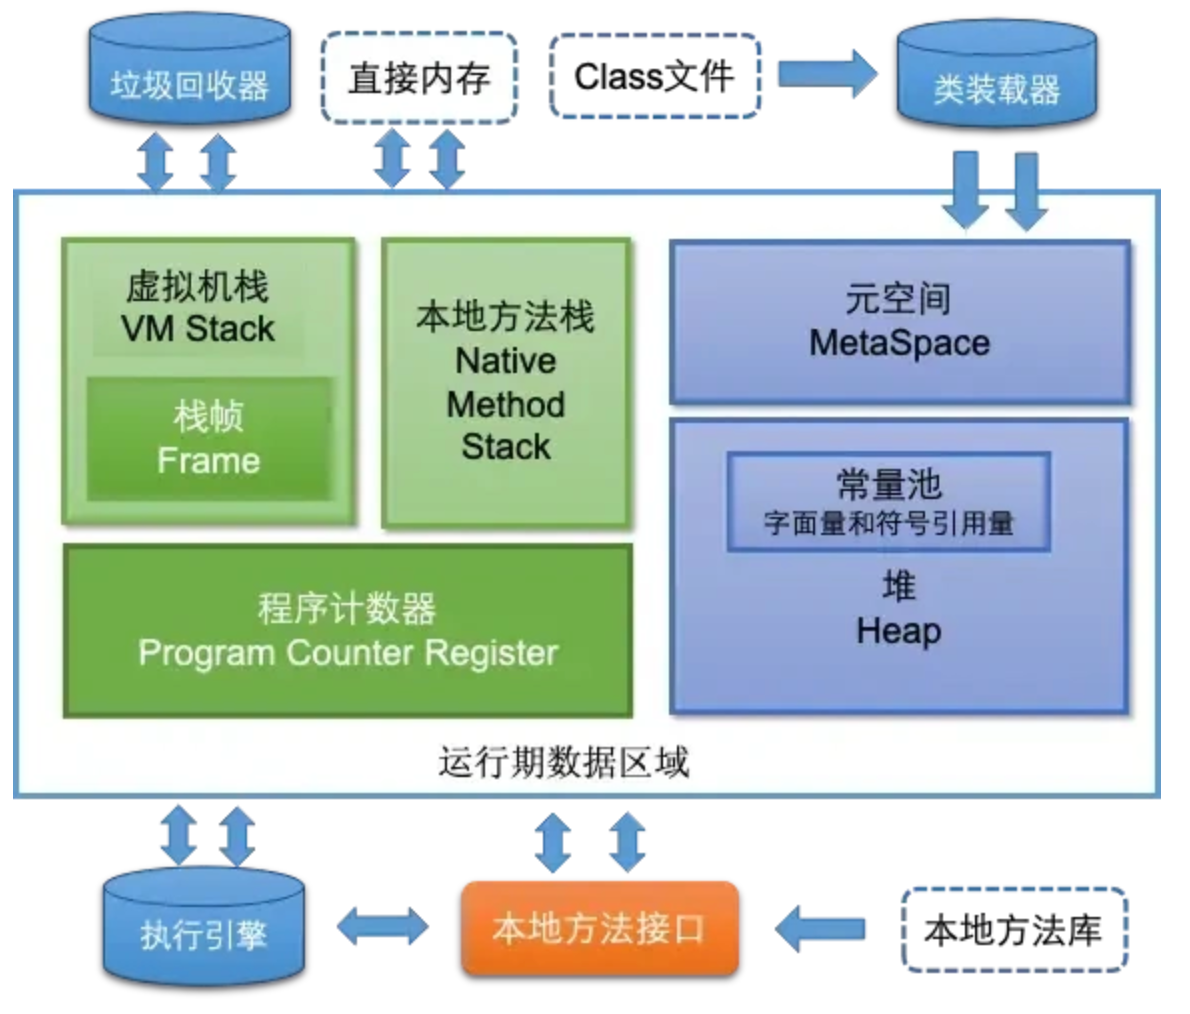 垃圾回收器
直接内存
Class文件
类装载器
虚拟机栈
VM Stack
栈帧
Frame
本地方法栈
Native
Method
Stack
元空间
MetaSpace
常量池
字面量和符号引用量
堆
Heap
程序计数器
Program Counter Register
运行期数据区域
执行引擎
本地方法接口
本地方法库